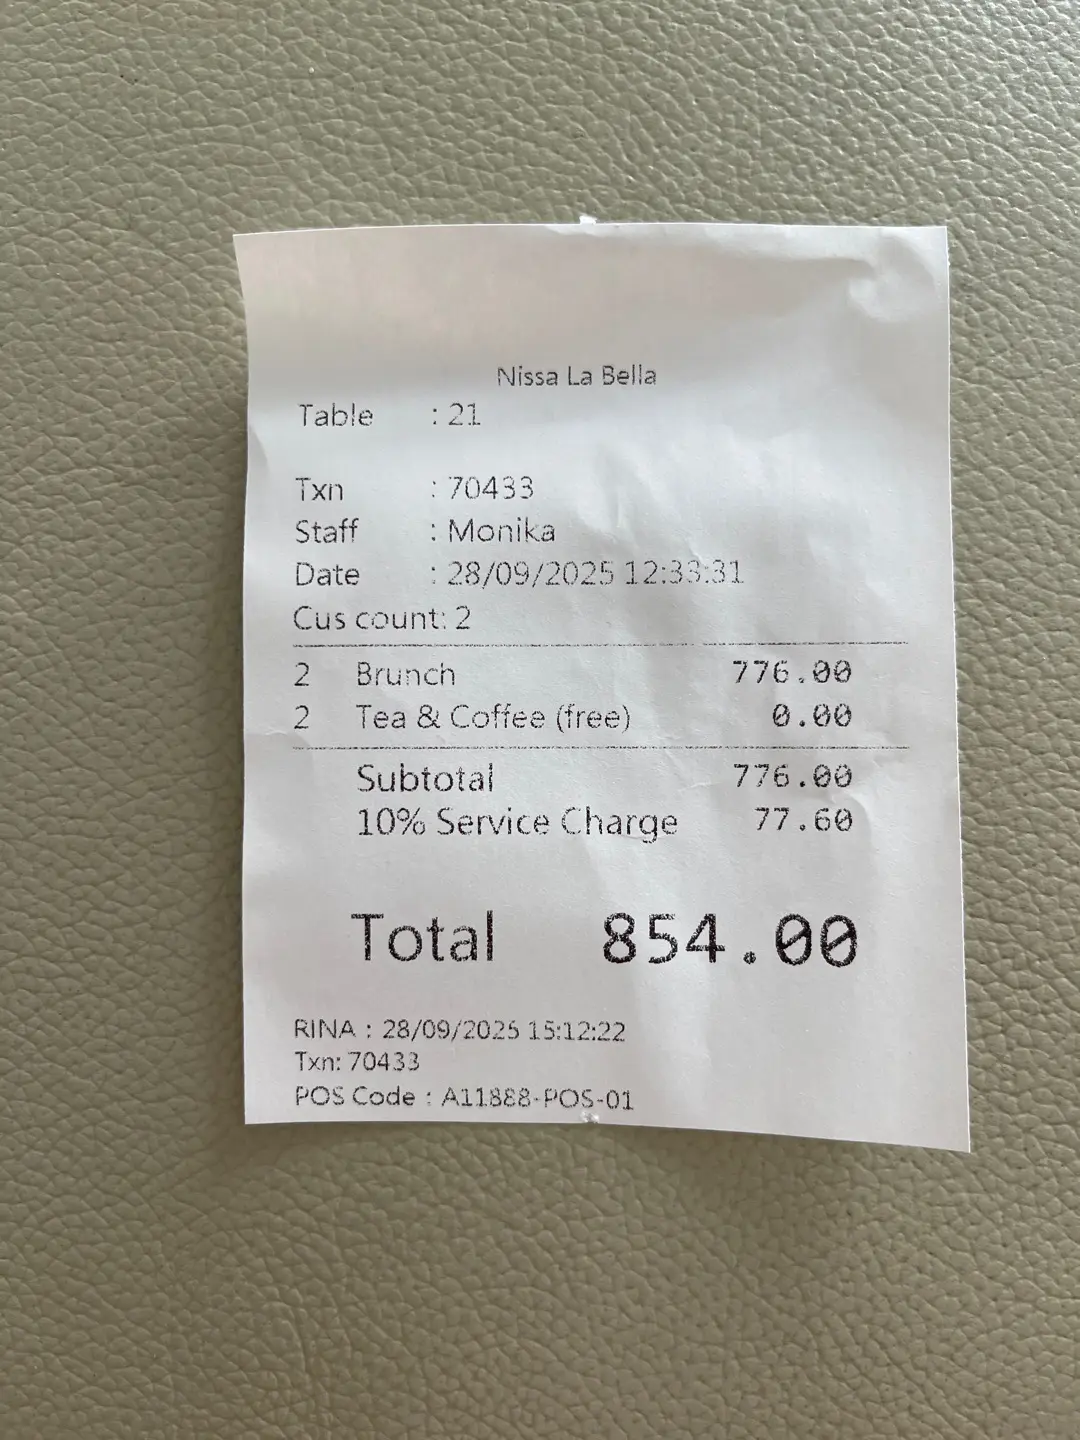 Nissa La Bella
Table : 21
Txn : 70433
Staff : Monika
Date : 28/09/2025 12:33:31
Cus count: 2
2 Brunch 776.00
2 Tea & Coffee (free) 0.00
Subtotal 776.00
10% Service Charge 77.60
Total 854.00
RINA : 28/09/2025 15:12:22
Txn: 70433
POS Code : A11888-POS-01